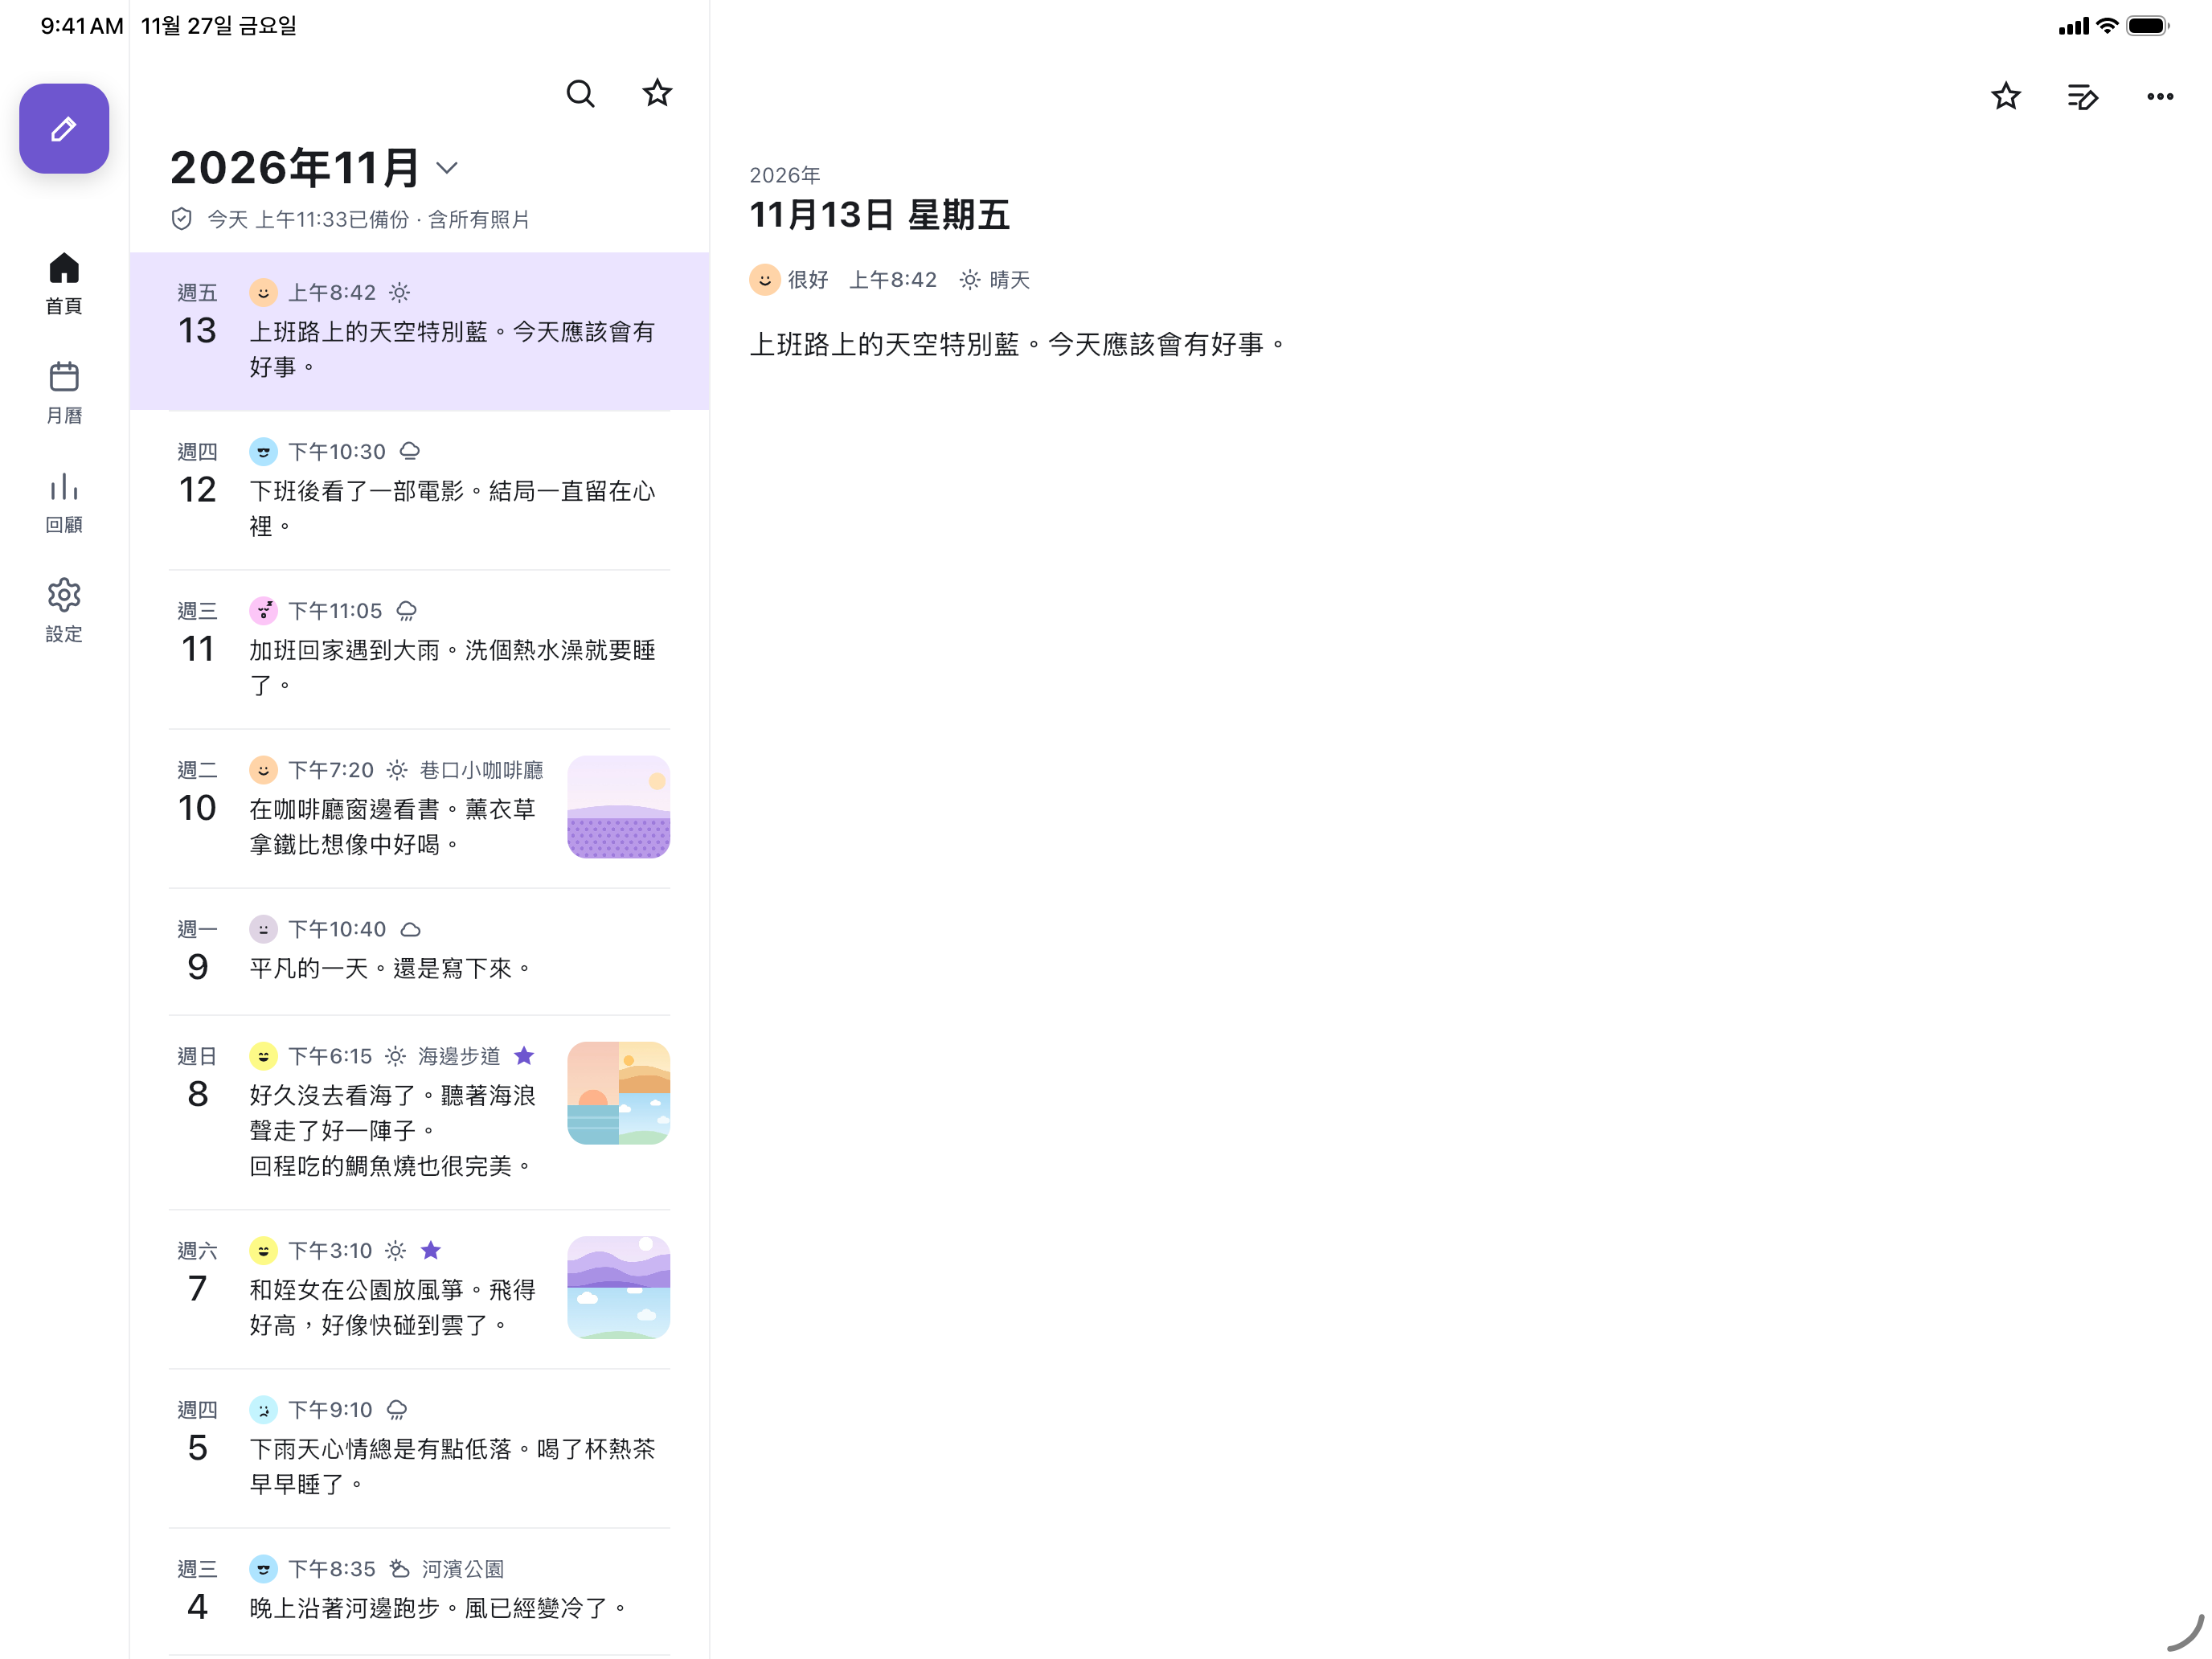 9:41 AM 11월 27일 금요일
首頁
月曆
回顧
設定
2026年11月
今天 上午11:33已備份 · 含所有照片
週五
13
上午8:42
上班路上的天空特別藍。今天應該會有
好事。
週四
12
下午10:30
下班後看了一部電影。結局一直留在心
裡。
週三
11
下午11:05
加班回家遇到大雨。洗個熱水澡就要睡
了。
週二
10
下午7:20 巷口小咖啡廳
在咖啡廳窗邊看書。薰衣草
拿鐵比想像中好喝。
週一
9
下午10:40
平凡的一天。還是寫下來。
週日
8
下午6:15 海邊步道
好久沒去看海了。聽著海浪
聲走了好一陣子。
回程吃的鯛魚燒也很完美。
週六
7
下午3:10
和姪女在公園放風箏。飛得
好高，好像快碰到雲了。
週四
5
下午9:10
下雨天心情總是有點低落。喝了杯熱茶
早早睡了。
週三
4
下午8:35 河濱公園
晚上沿著河邊跑步。風已經變冷了。
2026年
11月13日 星期五
很好 上午8:42 晴天
上班路上的天空特別藍。今天應該會有好事。